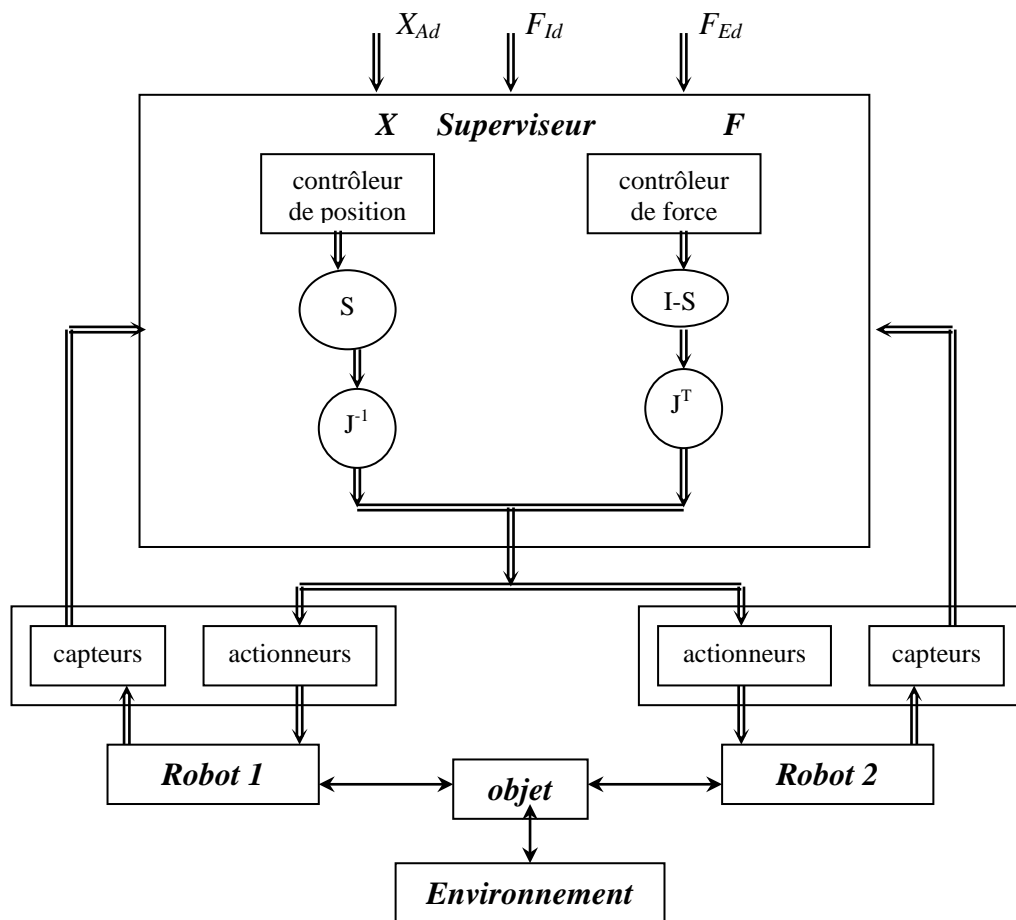 X_Ad F_Id F_Ed
X Superviseur F
contrôleur
de position
contrôleur
de force
S
I-S
J⁻¹
Jᵀ
capteurs
actionneurs
actionneurs
capteurs
Robot 1
Robot 2
objet
Environnement